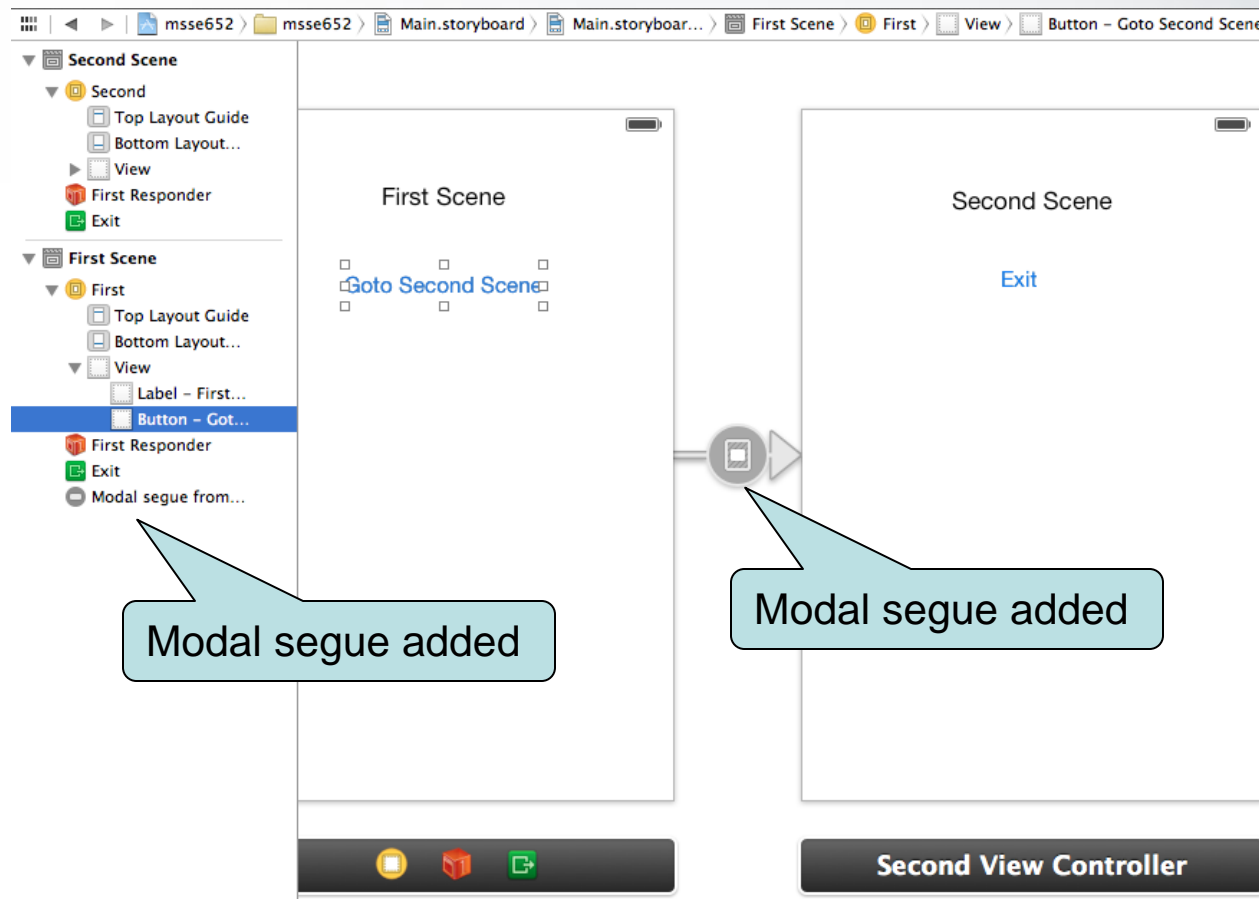 msse652 msse652 Main.storyboard Main.storyboar... First Scene First View Button – Goto Second Scene
Second Scene
Second
Top Layout Guide
Bottom Layout...
View
First Responder
Exit
First Scene
First
Top Layout Guide
Bottom Layout...
View
Label – First...
Button – Got...
First Responder
Exit
Modal segue from...
First Scene
Goto Second Scene
Second Scene
Exit
Modal segue added
Modal segue added
Second View Controller